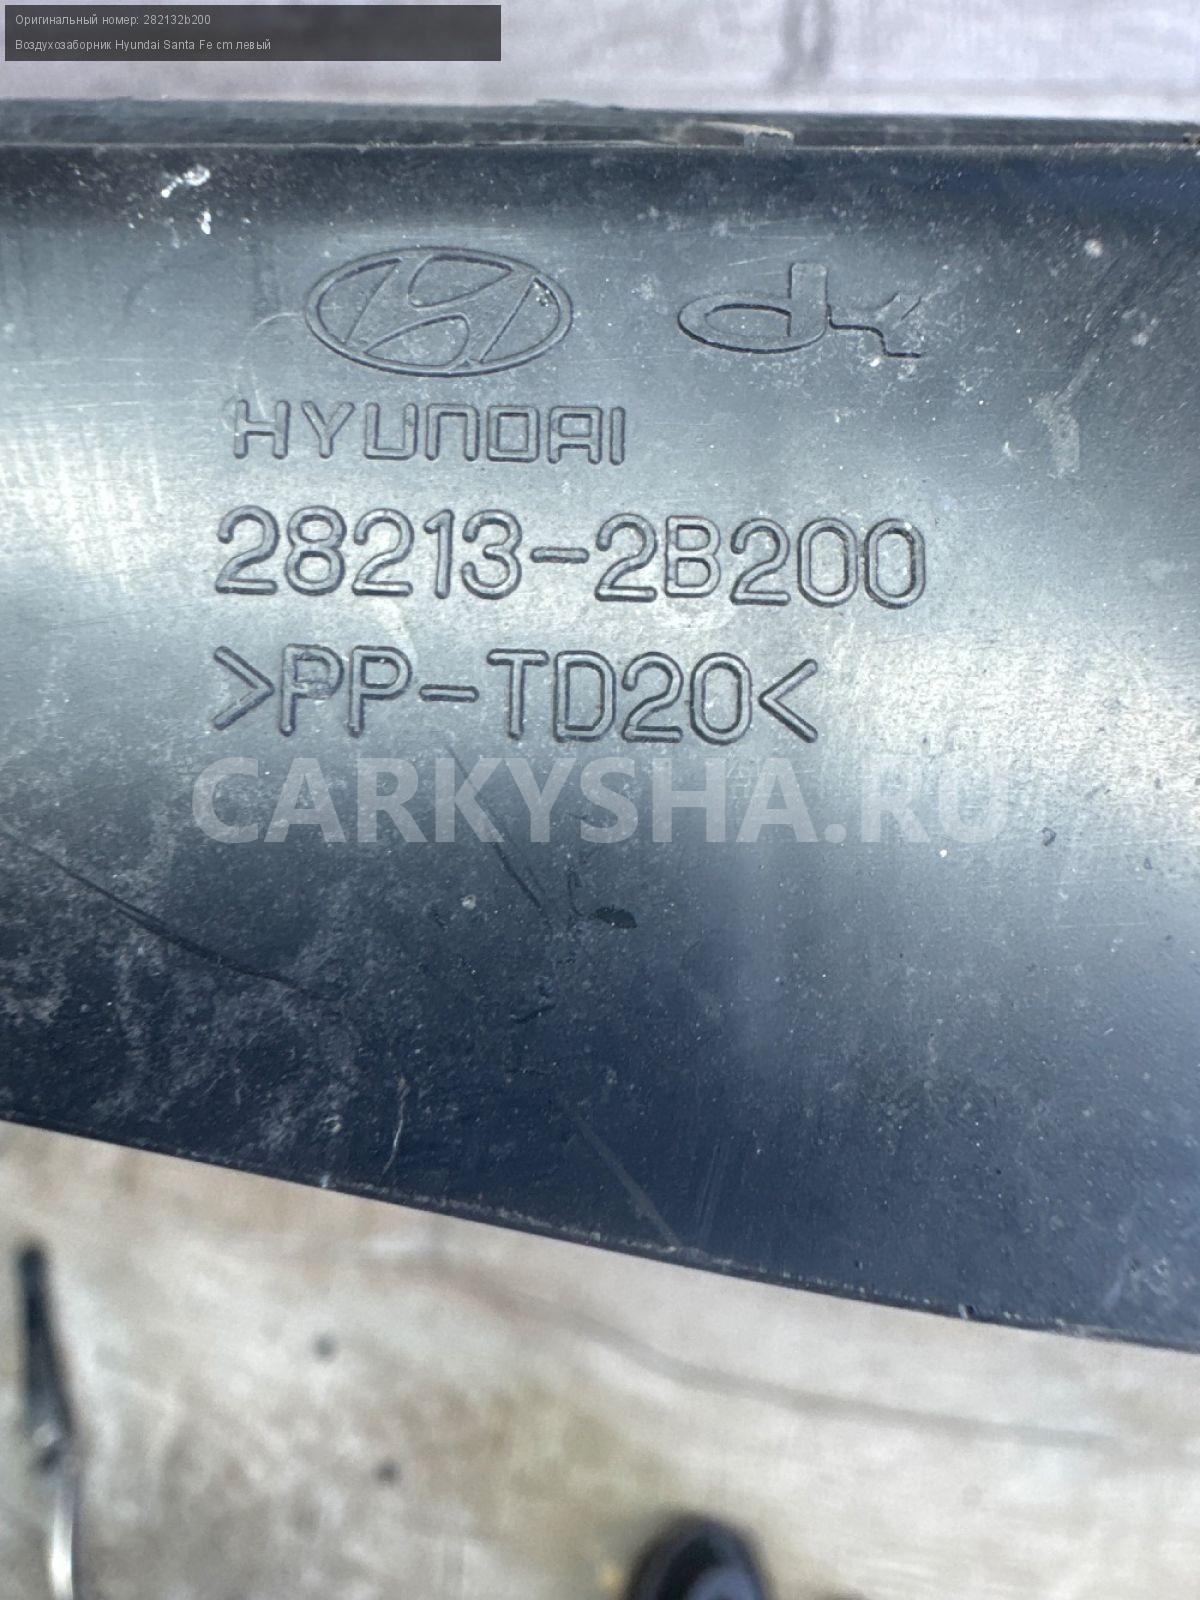 Оригинальный номер: 282132b200
Воздухозаборник Hyundai Santa Fe cm левый
HYUNDAI
28213-2B200
>PP-TD20<
CARKYSHA.RU